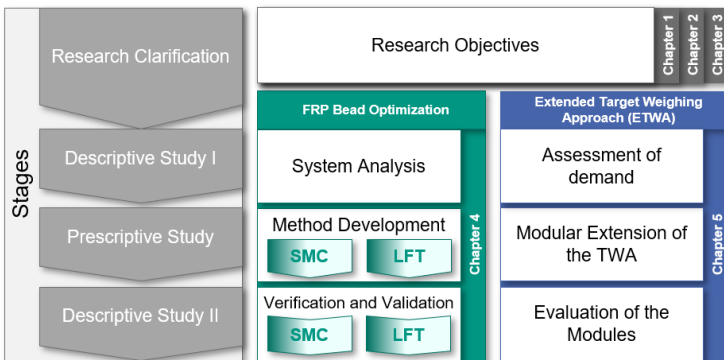 Stages
Research Clarification
Research Objectives
Chapter 1
Chapter 2
Chapter 3
FRP Bead Optimization
Extended Target Weighing
Approach (ETWA)
Descriptive Study I
System Analysis
Assessment of
demand
Prescriptive Study
Method Development
SMC
LFT
Chapter 4
Modular Extension of
the TWA
Chapter 5
Descriptive Study II
Verification and Validation
SMC
LFT
Evaluation of the
Modules